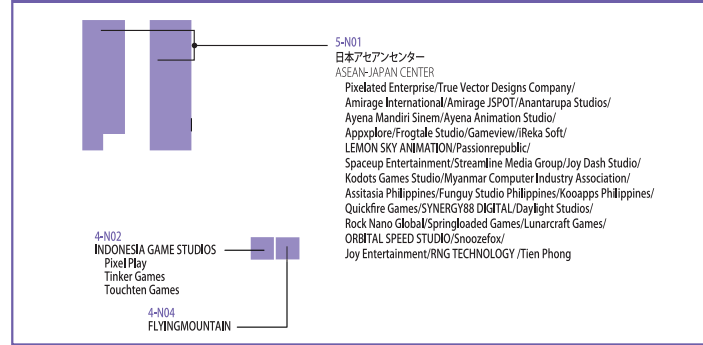 5-N01
日本アセアンセンター
ASEAN-JAPAN CENTER
Pixelated Enterprise/True Vector Designs Company/
Amirage International/Amirage JSPOT/Anantarupa Studios/
Ayena Mandiri Sinem/Ayena Animation Studio/
Appxplore/Frogtale Studio/Gameview/iReka Soft/
LEMON SKY ANIMATION/Passionrepublic/
Spaceup Entertainment/Streamline Media Group/Joy Dash Studio/
Kodots Games Studio/Myanmar Computer Industry Association/
Assitasia Philippines/Funguy Studio Philippines/Kooapps Philippines/
Quickfire Games/SYNERGY88 DIGITAL/Daylight Studios/
Rock Nano Global/Springloaded Games/Lunarcraft Games/
ORBITAL SPEED STUDIO/Snoozefox/
Joy Entertainment/RNG TECHNOLOGY /Tien Phong
4-N02
INDONESIA GAME STUDIOS
Pixel Play
Tinker Games
Touchten Games
4-N04
FLYINGMOUNTAIN